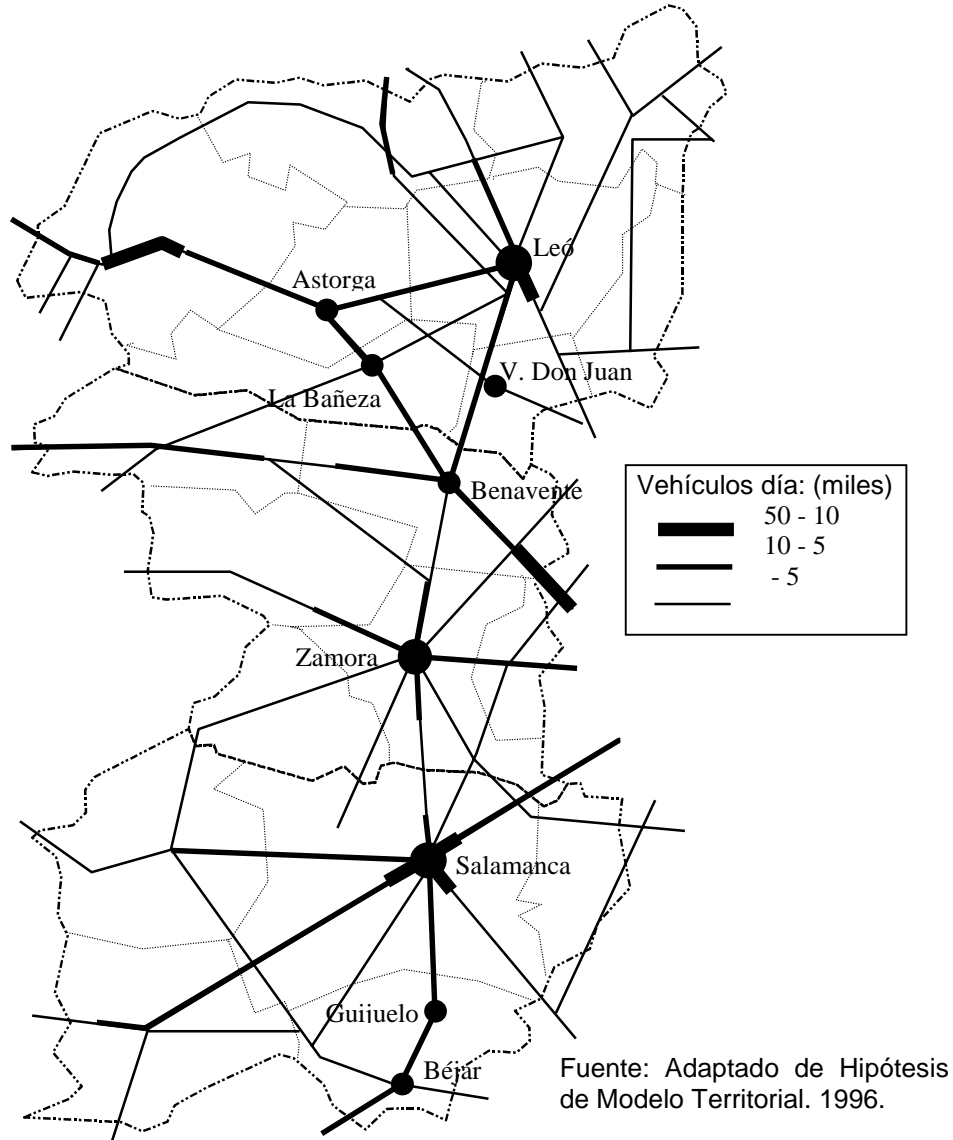 Leó
Astorga
V. Don Juan
La Bañeza
Benavente
Vehículos día: (miles)
50 - 10
10 - 5
- 5
Zamora
Salamanca
Guijuelo
Béjar
Fuente: Adaptado de Hipótesis
de Modelo Territorial. 1996.